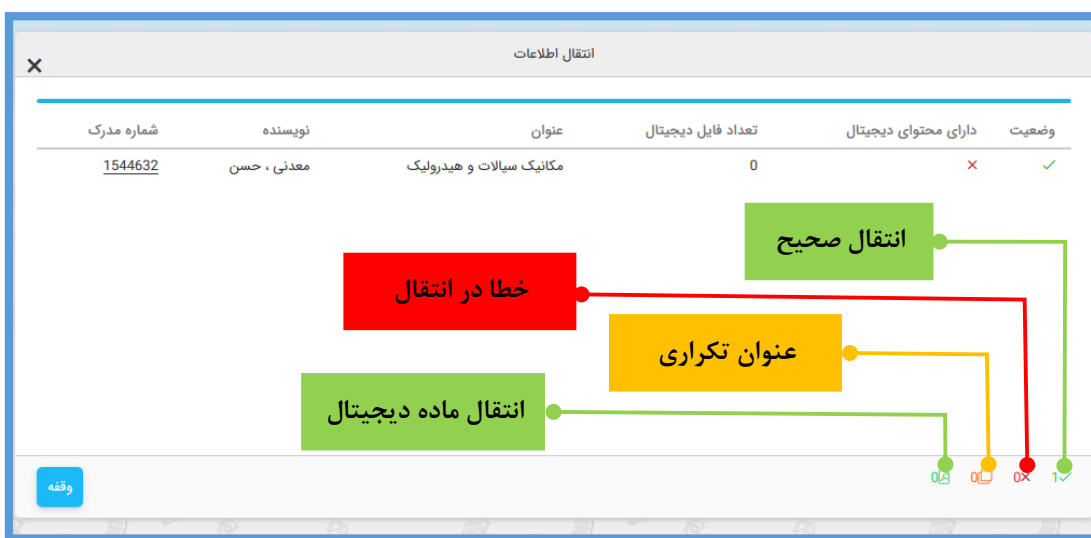 انتقال اطلاعات
وضعیت دارای محتوای دیجیتال تعداد فایل دیجیتال عنوان نویسنده شماره مدرک
0 مکانیک سیالات و هیدرولیک معدنی ، حسن 1544632
انتقال صحیح
خطا در انتقال
عنوان تکراری
انتقال ماده دیجیتال
1 0 0 0
وقفه